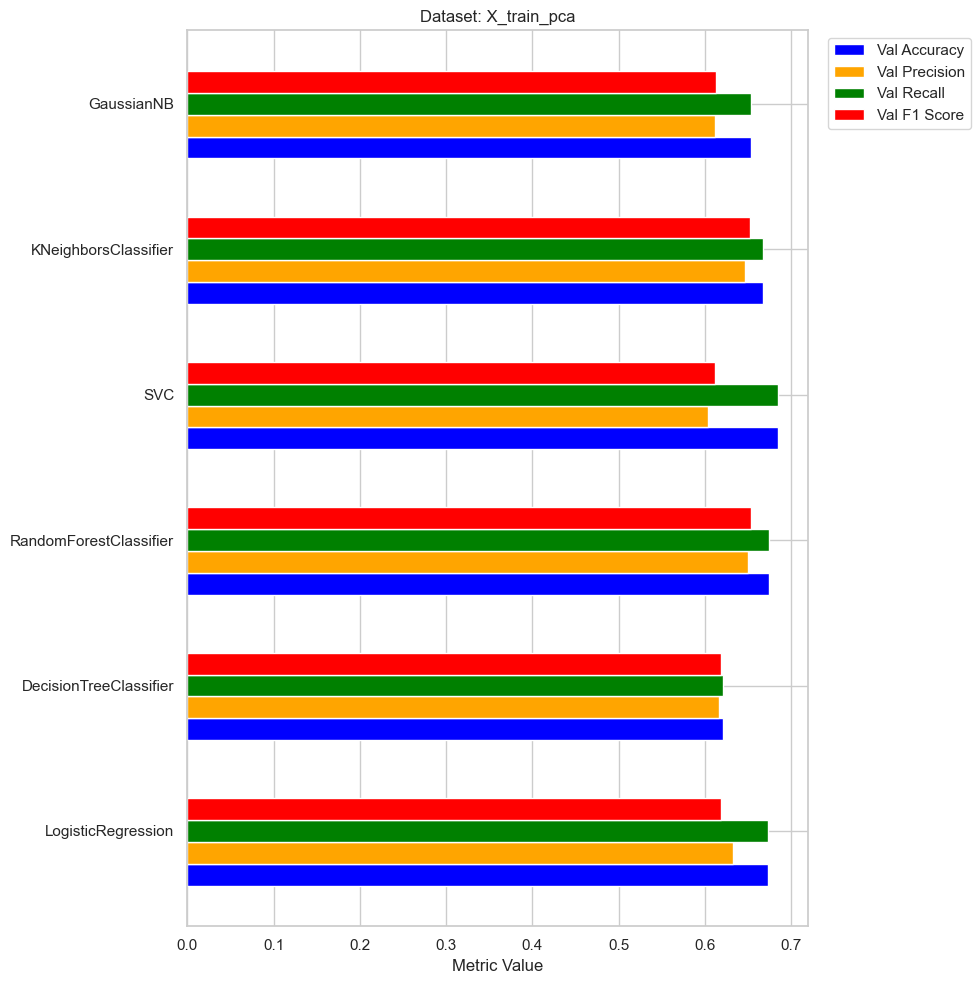 Dataset: X_train_pca
Val Accuracy
Val Precision
Val Recall
Val F1 Score
GaussianNB
KNeighborsClassifier
SVC
RandomForestClassifier
DecisionTreeClassifier
LogisticRegression
0.0 0.1 0.2 0.3 0.4 0.5 0.6 0.7
Metric Value